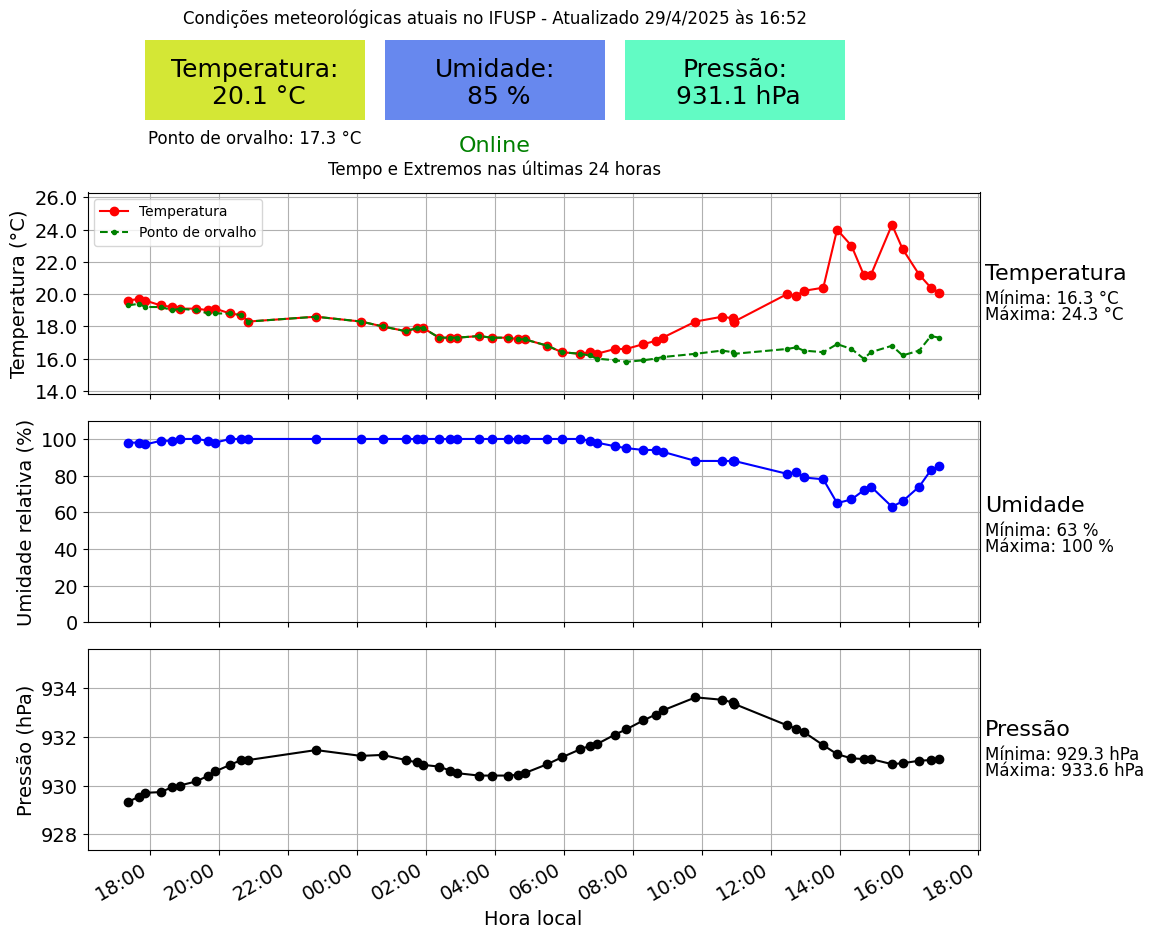 Condições meteorológicas atuais no IFUSP - Atualizado 29/4/2025 às 16:52
Temperatura:
20.1 °C
Umidade:
85 %
Pressão:
931.1 hPa
Ponto de orvalho: 17.3 °C
Online
Tempo e Extremos nas últimas 24 horas
Temperatura (°C)
26.0
24.0
22.0
20.0
18.0
16.0
14.0
Temperatura
Ponto de orvalho
Temperatura
Mínima: 16.3 °C
Máxima: 24.3 °C
Umidade relativa (%)
100
80
60
40
20
0
Umidade
Mínima: 63 %
Máxima: 100 %
Pressão (hPa)
934
932
930
928
Pressão
Mínima: 929.3 hPa
Máxima: 933.6 hPa
18:00
20:00
22:00
00:00
02:00
04:00
06:00
08:00
10:00
12:00
14:00
16:00
18:00
Hora local